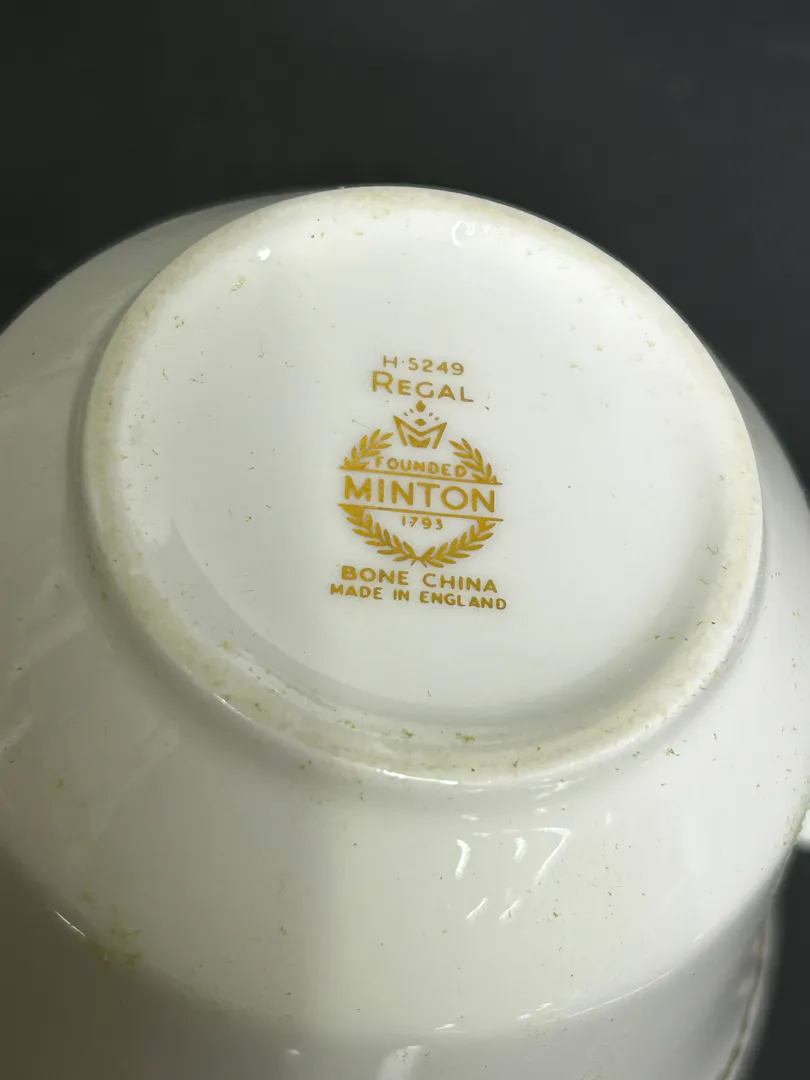 H·5249
REGAL
FOUNDED
MINTON
1793
BONE CHINA
MADE IN ENGLAND